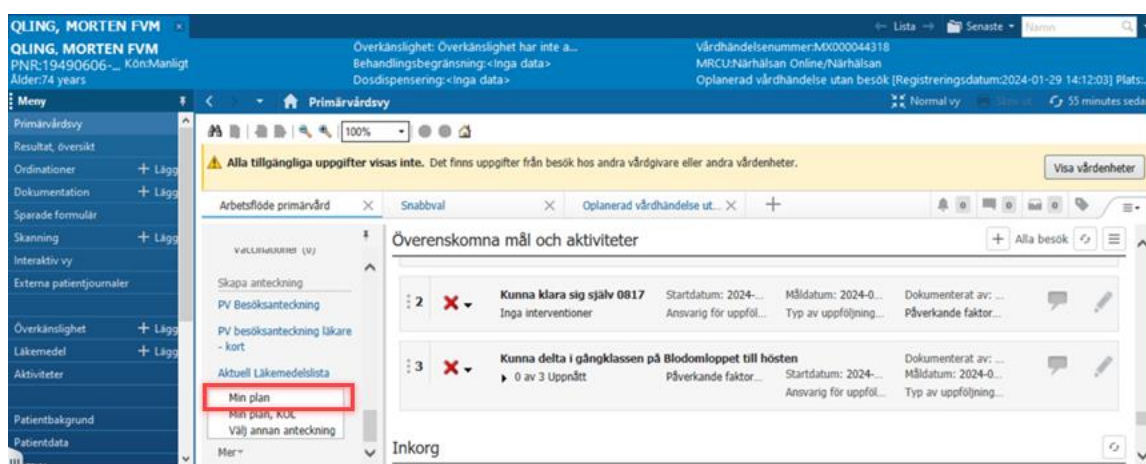 QLING, MORTEN FVM
Lista
Senaste
Namn
QLING, MORTEN FVM
PNR:19490606-... Kön:Manligt
Ålder:74 years
Överkänslighet: Överkänslighet har inte a...
Behandlingsbegränsning:<Inga data>
Dosdispensering:<Inga data>
Vårdhändelsenummer:MX000044318
MRCU:Närhälsan Online/Närhälsan
Oplanerad vårdhändelse utan besök [Registreringsdatum:2024-01-29 14:12:03] Plats:
Meny
Primärvårdsvy
Normal vy
55 minutes seda
Primärvårdsvy
Resultat, översikt
Ordinationer + Lägg
Dokumentation + Lägg
Sparade formulär
Skanning + Lägg
Interaktiv vy
Externa patientjournaler
Överkänslighet + Lägg
Läkemedel + Lägg
Aktiviteter
Patientbakgrund
Patientdata
100%
Alla tillgängliga uppgifter visas inte. Det finns uppgifter från besök hos andra vårdgivare eller andra vårdenheter.
Visa vårdenheter
Arbetsflöde primärvård
Snabbval
Oplanerad vårdhändelse ut...
0
0
0
Vaccinationer (0)
Skapa anteckning
PV Besöksanteckning
PV besöksanteckning läkare
- kort
Aktuell Läkemedelslista
Min plan
Min plan, KOL
Välj annan anteckning
Mer
Överenskomna mål och aktiviteter
Alla besök
2
Kunna klara sig själv 0817
Inga interventioner
Startdatum: 2024-...
Ansvarig för uppföl...
Måldatum: 2024-0...
Typ av uppföljning...
Dokumenterat av: ...
Påverkande faktor...
3
Kunna delta i gångklassen på Blodomloppet till hösten
0 av 3 Uppnått
Påverkande faktor...
Startdatum: 2024-...
Ansvarig för uppföl...
Dokumenterat av: ...
Måldatum: 2024-0...
Typ av uppföljning...
Inkorg